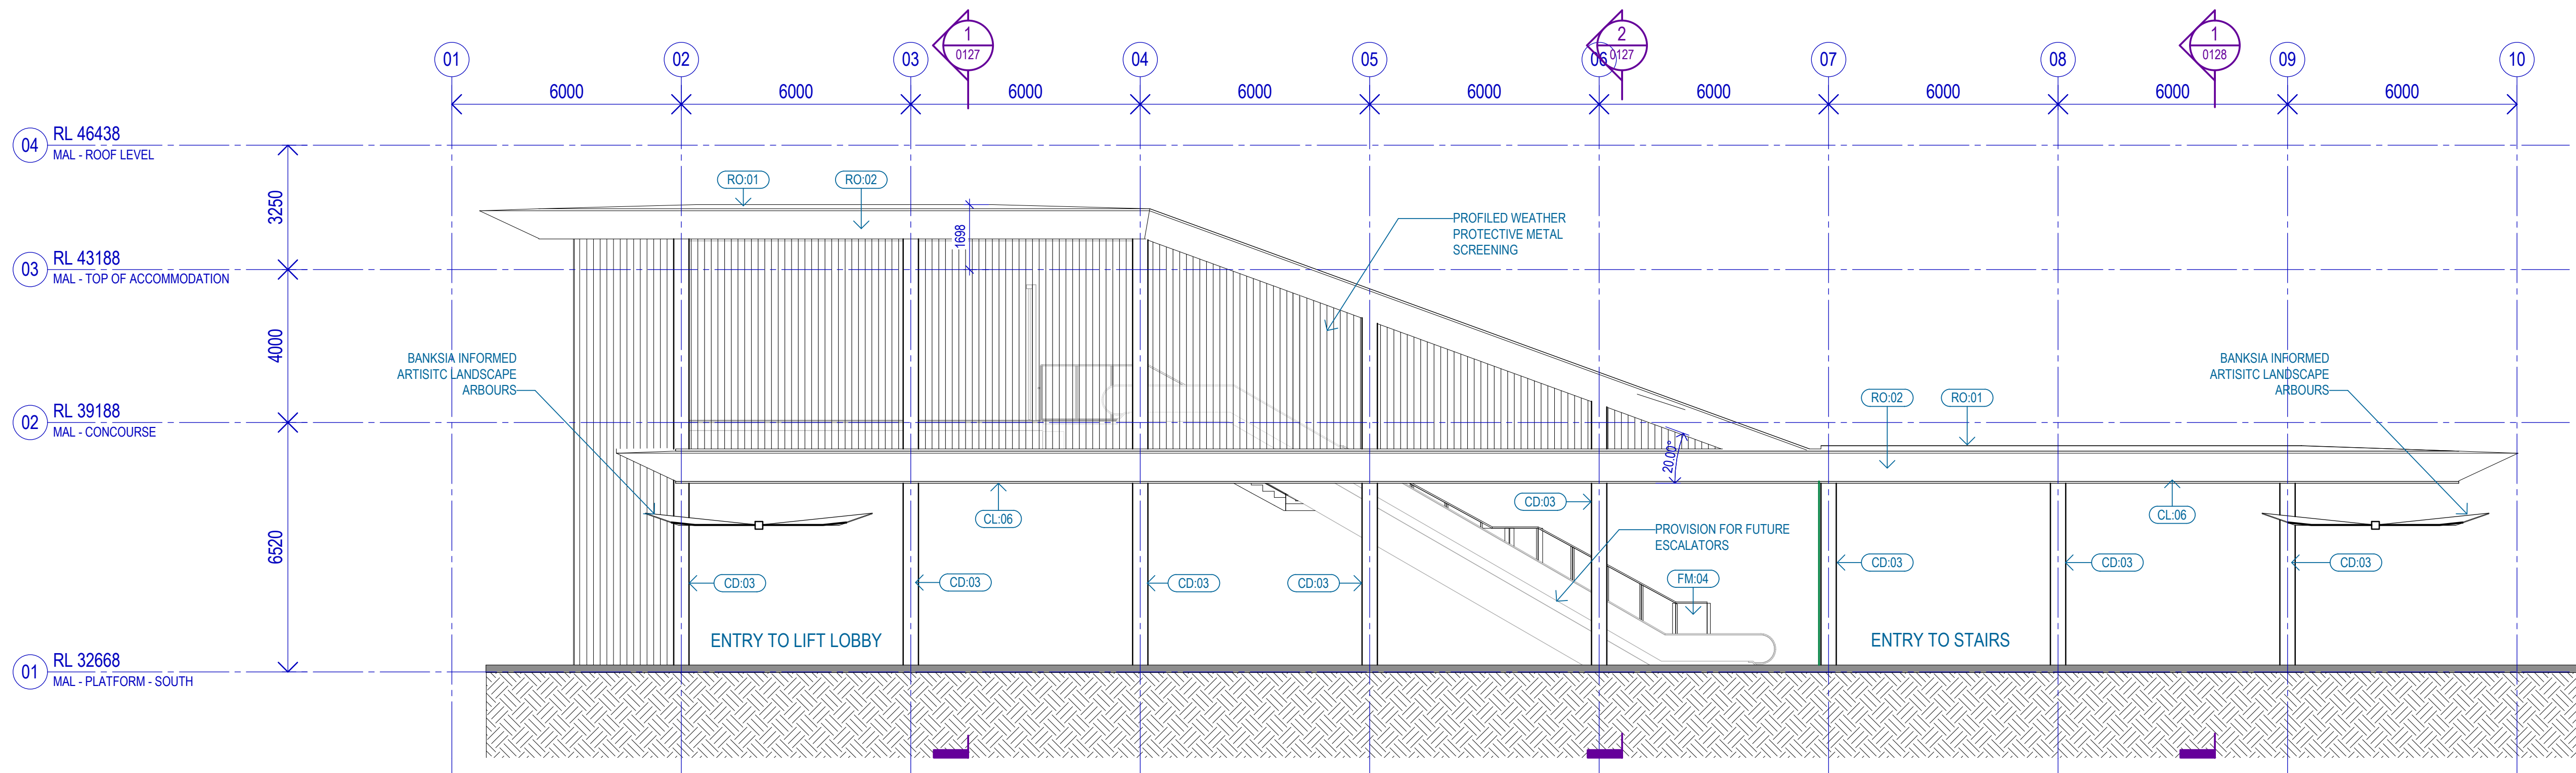 1
0127
2
0127
1
0128
01
02
03
04
05
06
07
08
09
10
6000
6000
6000
6000
6000
6000
6000
6000
6000
04
RL 46438
MAL - ROOF LEVEL
3250
RO:01
RO:02
1698
PROFILED WEATHER
PROTECTIVE METAL
SCREENING
03
RL 43188
MAL - TOP OF ACCOMMODATION
4000
BANKSIA INFORMED
ARTISITC LANDSCAPE
ARBOURS
BANKSIA INFORMED
ARTISITC LANDSCAPE
ARBOURS
RO:02
RO:01
02
RL 39188
MAL - CONCOURSE
20.00°
6520
CL:06
CD:03
CL:06
PROVISION FOR FUTURE
ESCALATORS
CD:03
CD:03
CD:03
CD:03
FM:04
CD:03
CD:03
CD:03
ENTRY TO LIFT LOBBY
ENTRY TO STAIRS
01
RL 32668
MAL - PLATFORM - SOUTH